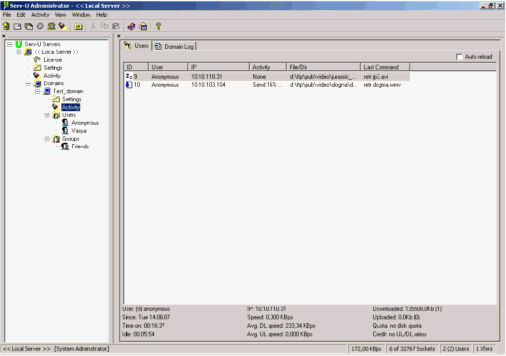 Serv-U Administrator - << Local Server >>
File Edit Activity View Window Help
Serv-U Servers
<< Local Server >>
License
Settings
Activity
Domains
Test_domain
Settings
Activity
Users
Anonymous
Vasya
Groups
Friends
Users
Domain Log
Auto reload
ID User IP Activity File/Dir Last Command
9 Anonymous 10.10.110.31 None d:\ftp\pub\video\jurassic_... retr jp1.avi
10 Anonymous 10.10.103.104 Send 16% ... d:\ftp\pub\video\dogma\d... retr dogma.wmv
User: (9) anonymous IP: 10.10.110.31 Downloaded: (1)
Since: Tue 14:06:07 Speed: 0,300 KBps Uploaded: 0,0Kb (0)
Time on: 00:16:37 Avg. DL speed: 233,34 KBps Quota: no disk quota
Idle: 00:05:54 Avg. UL speed: 0,000 KBps Credit: no UL/DL ratios
<< Local Server >> [System Administrator] 172,00 KBps 6 of 32767 Sockets 2 (2) Users 1 Xfers